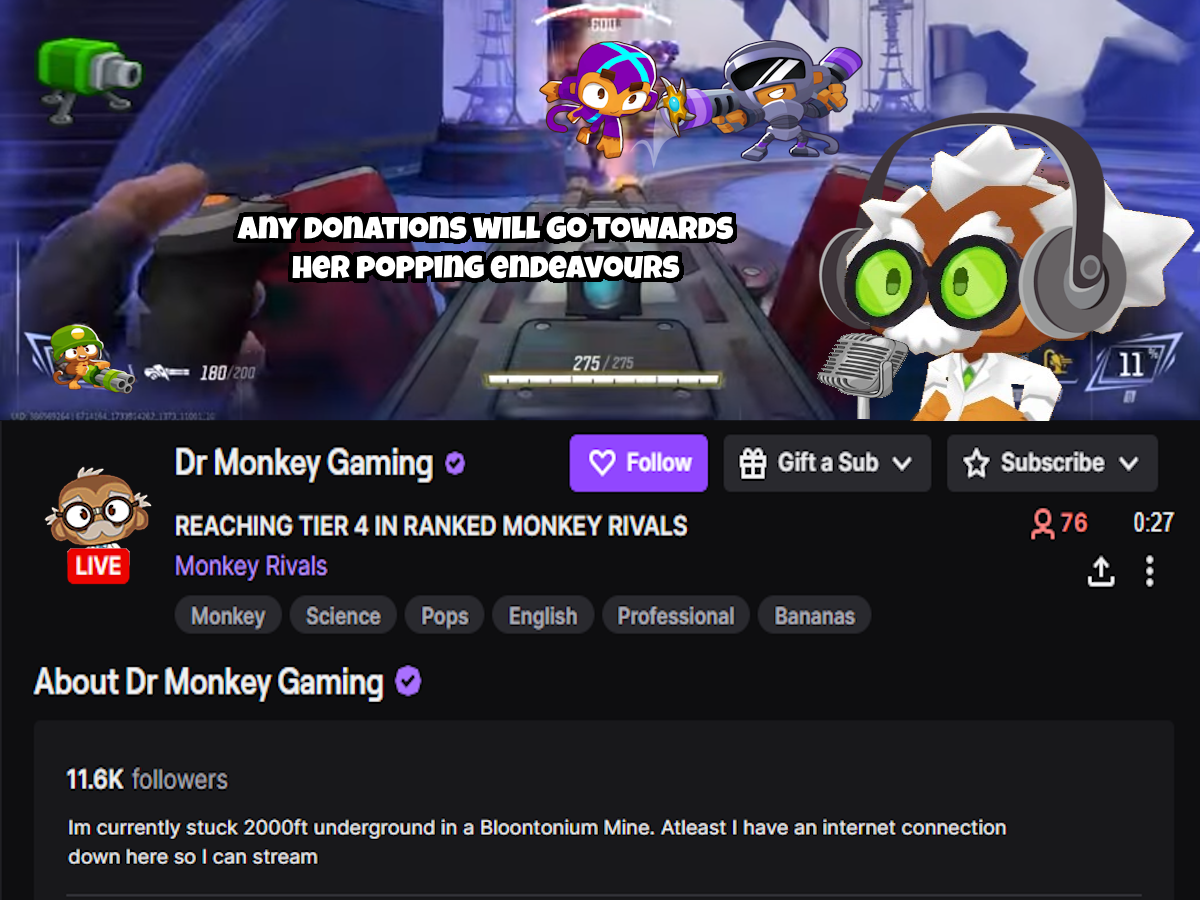 600
ANY DONATIONS WILL GO TOWARDS
HER POPPING ENDEAVOURS
180/200
275/275
11%
Dr Monkey Gaming
Follow
Gift a Sub
Subscribe
LIVE
REACHING TIER 4 IN RANKED MONKEY RIVALS
76
0:27
Monkey Rivals
Monkey
Science
Pops
English
Professional
Bananas
About Dr Monkey Gaming
11.6K followers
Im currently stuck 2000ft underground in a Bloontonium Mine. Atleast I have an internet connection
down here so I can stream